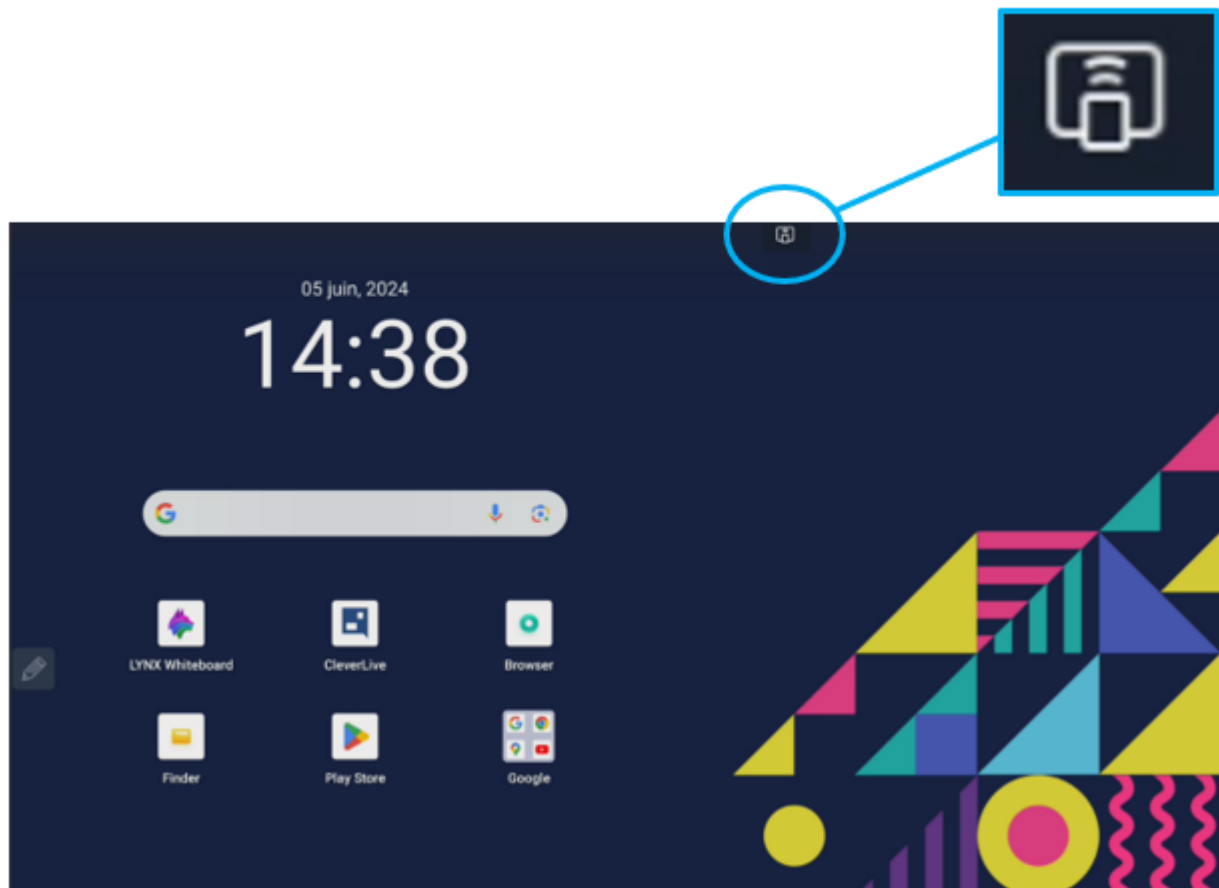 05 juin, 2024
14:38
LYNX Whiteboard
CleverLive
Browser
Finder
Play Store
Google